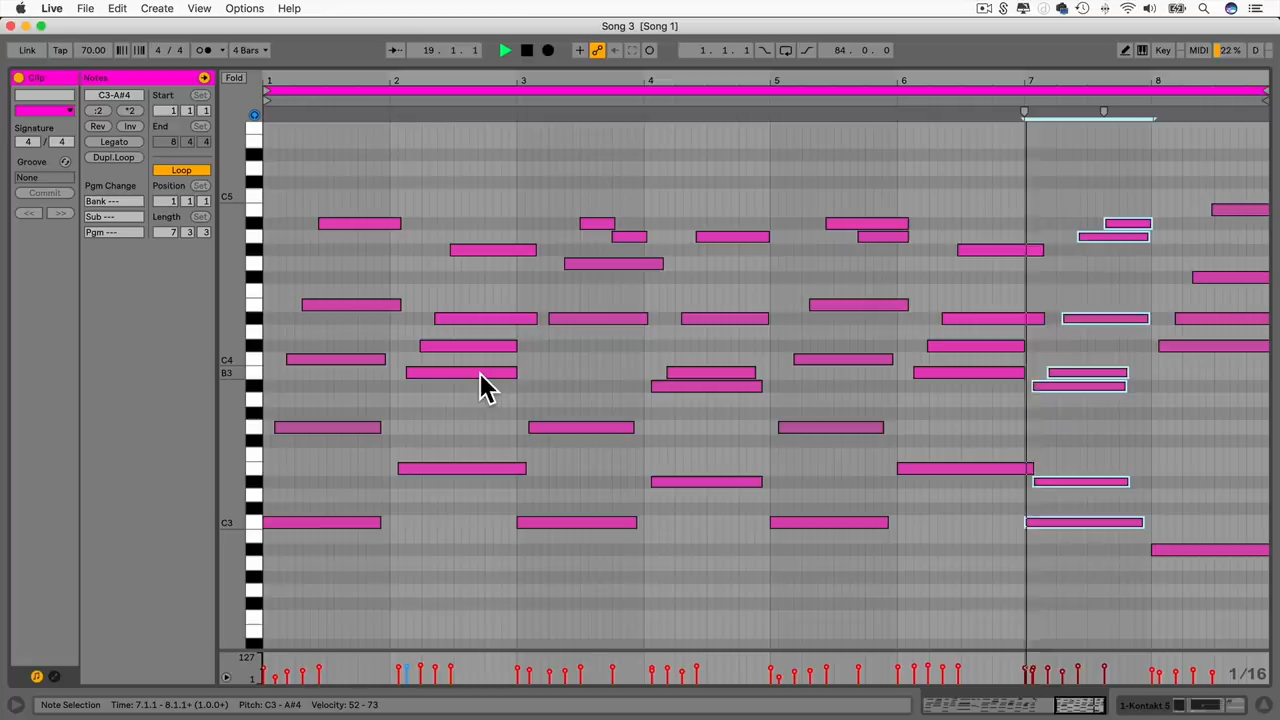 Live File Edit Create View Options Help
Song 3 [Song 1]
Link Tap 70.00 4 / 4 4 Bars 19. 1. 1 1. 1. 1 84. 0. 0 Key MIDI 22 % D
Clip Notes Fold 1 2 3 4 5 6 7 8
C3-A#4 Start Set
:2 *2 1 1 1
Signature Rev Inv End Set
4 / 4 Legato 8 4 4
Groove Dupl.Loop
None Loop
Commit Pgm Change Position Set
Bank --- 1 1 1
<< >> Sub --- Length Set
Pgm --- 7 3 3
C5
C4
B3
C3
127
1
1/16
Note Selection Time: 7.1.1 - 8.1.1+ (1.0.0+) Pitch: C3 - A#4 Velocity: 52 - 73
1-Kontakt 5